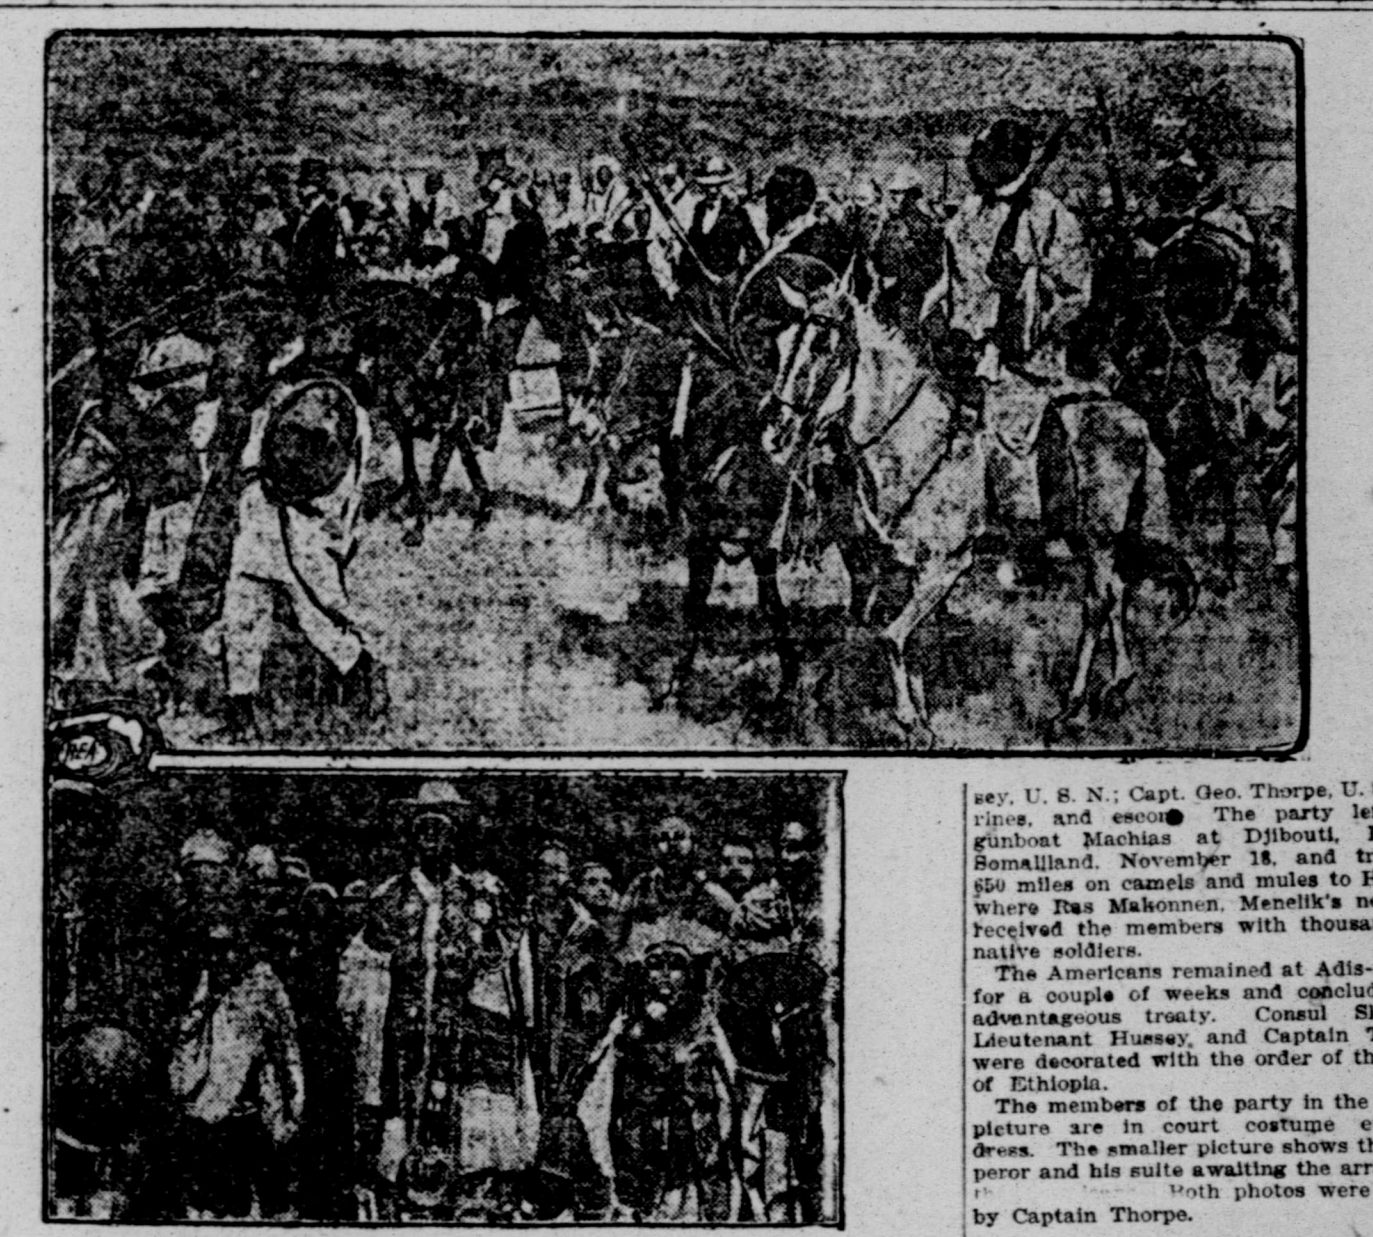 REA
sey, U. S. N.; Capt. Geo. Thorpe, U.
rines, and The party le
gunboat Machias at Djibouti,
Somaliland, November 18, and tr
650 miles on camels and mules to H
where Ras Makonnen, Menelik's ne
received the members with thousa
native soldiers.
The Americans remained at Adis-
for a couple of weeks and conclud
advantageous treaty. Consul Sk
Lieutenant Hussey, and Captain T
were decorated with the order of th
of Ethiopia.
The members of the party in the
picture are in court costume e
dress. The smaller picture shows th
peror and his suite awaiting the arr
Both photos were
by Captain Thorpe.